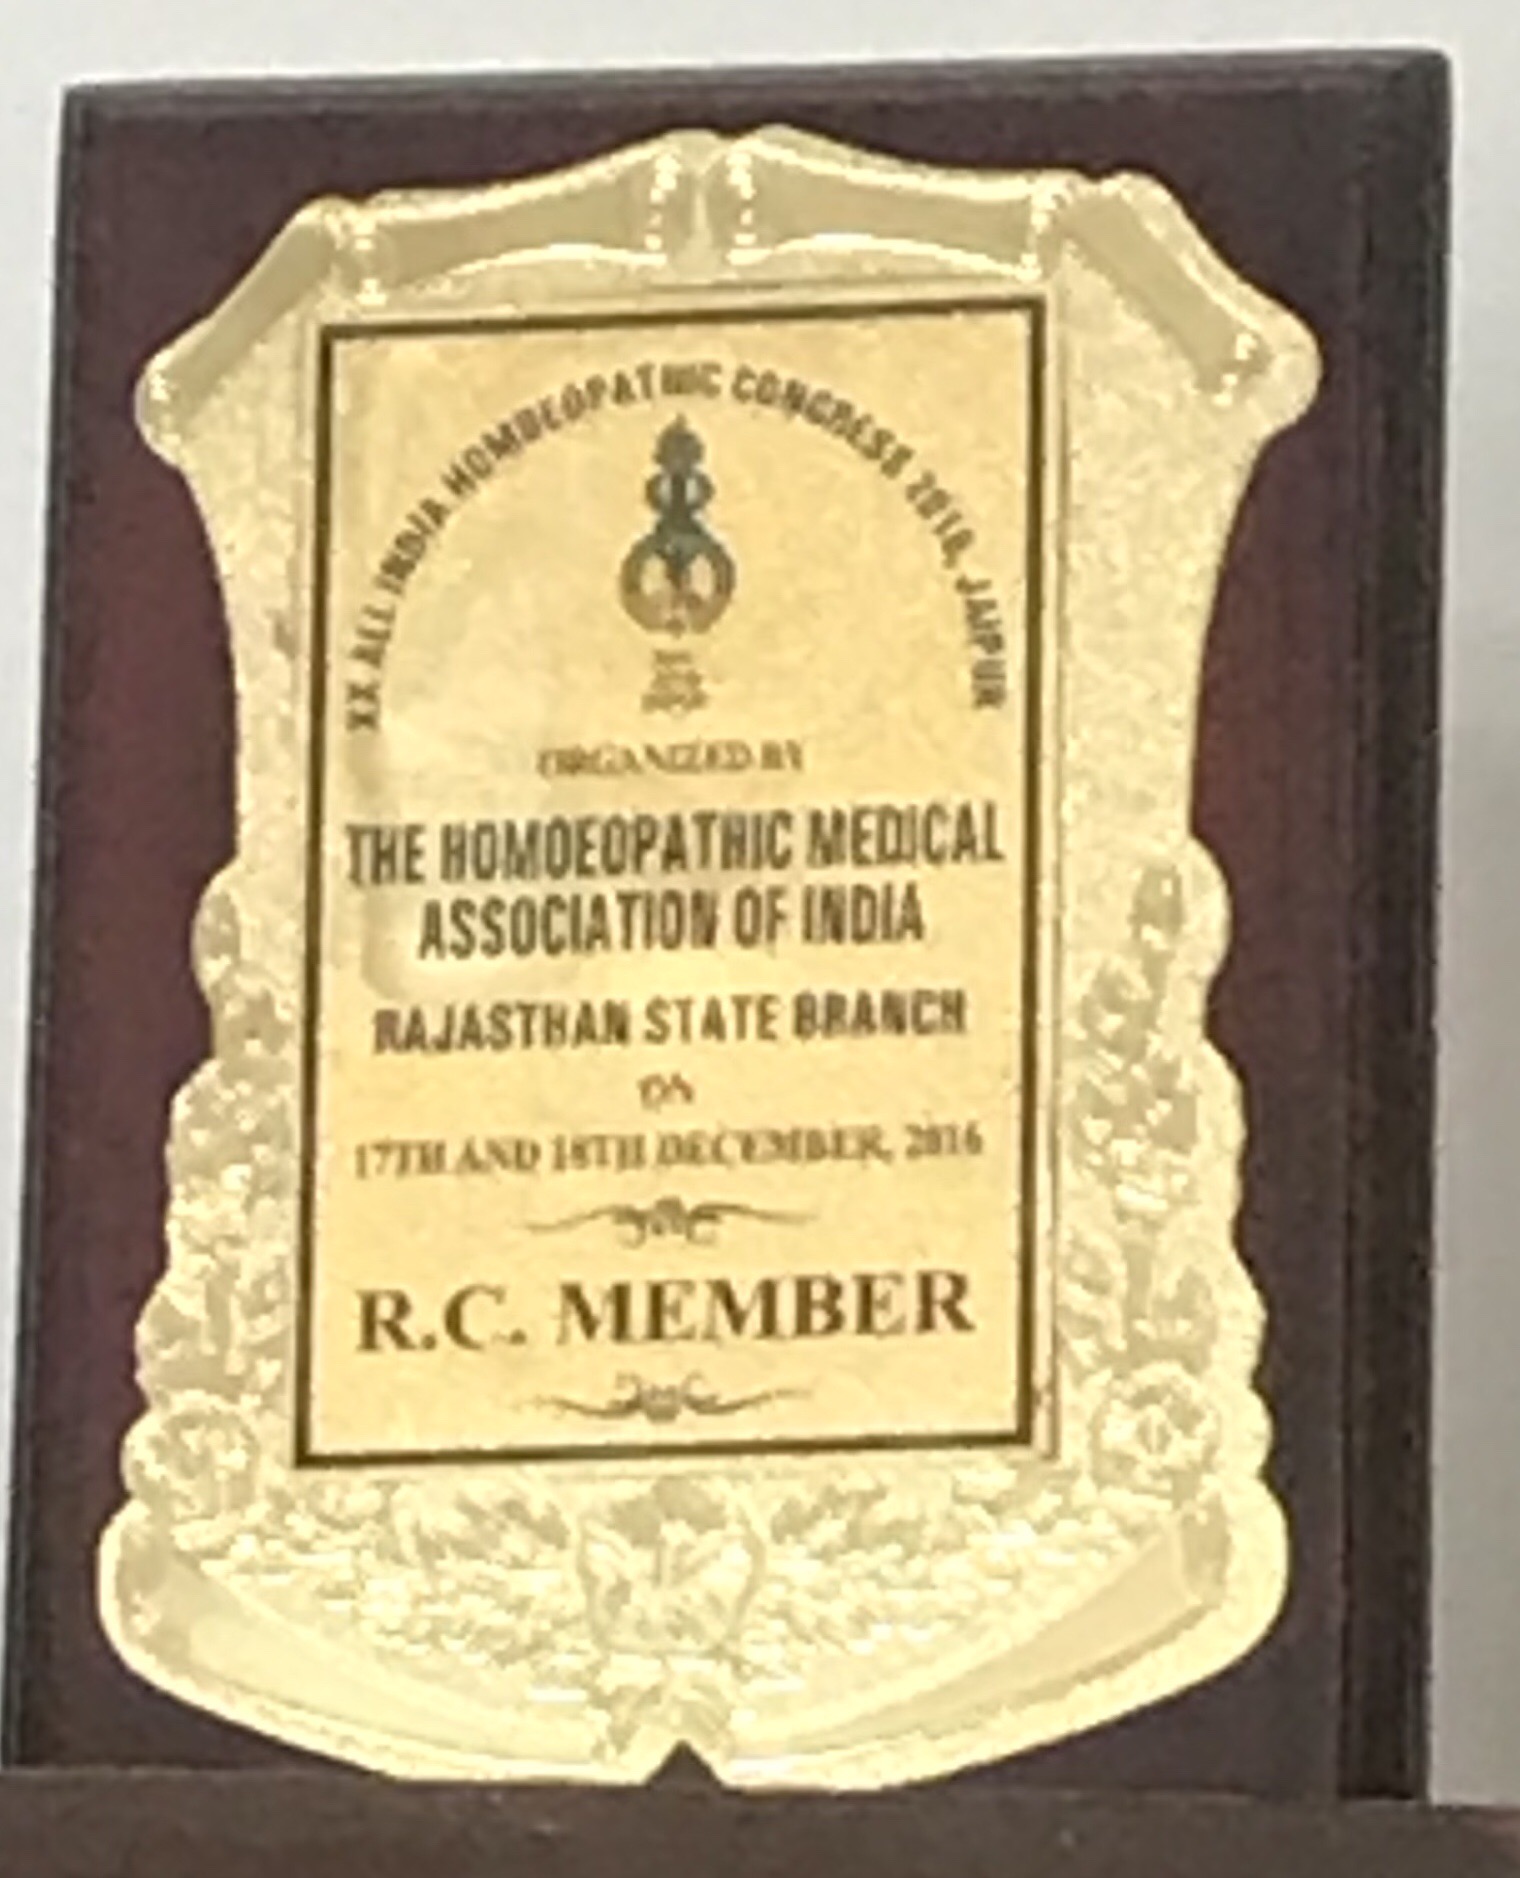 XX ALL INDIA HOMOEOPATHIC CONGRESS 2016, JAIPUR
ORGANIZED BY
THE HOMOEOPATHIC MEDICAL
ASSOCIATION OF INDIA
RAJASTHAN STATE BRANCH
ON
17TH AND 18TH DECEMBER, 2016
R.C. MEMBER